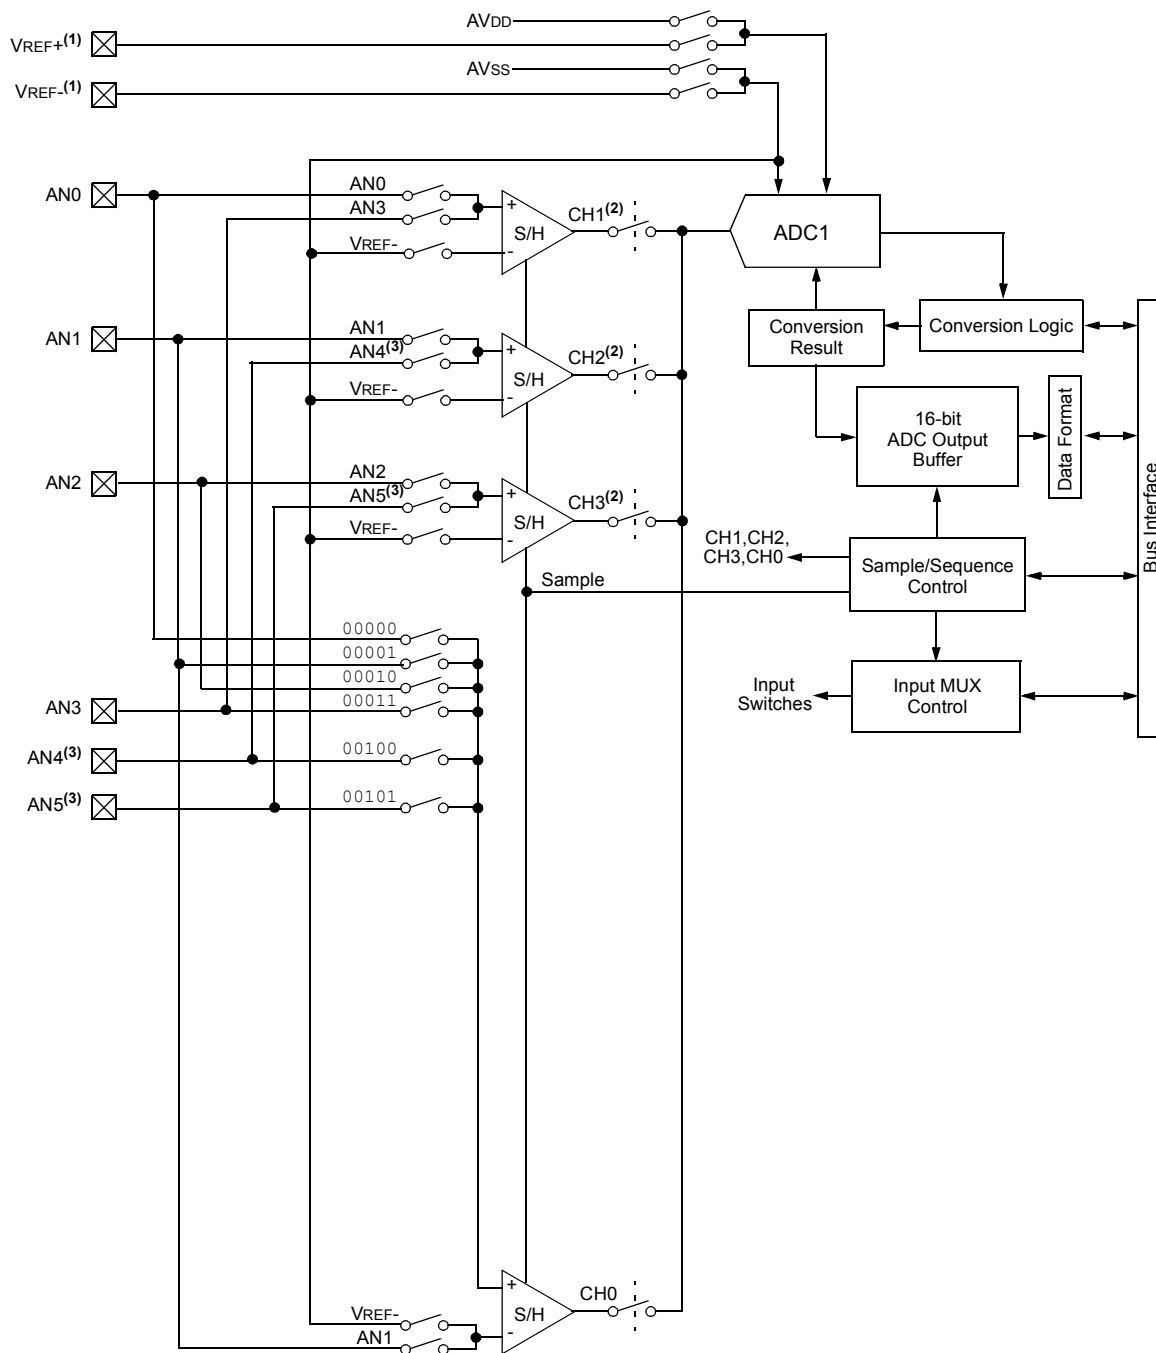 AVDD
VREF+(1)
AVSS
VREF-(1)
AN0
AN0
AN3
VREF-
+
-
S/H
CH1(2)
ADC1
Conversion
Result
Conversion Logic
AN1
AN1
AN4(3)
VREF-
+
-
S/H
CH2(2)
16-bit
ADC Output
Buffer
Data Format
Bus Interface
AN2
AN2
AN5(3)
VREF-
+
-
S/H
CH3(2)
CH1,CH2,
CH3,CH0
Sample/Sequence
Control
Sample
00000
00001
00010
00011
00100
00101
AN3
AN4(3)
AN5(3)
Input
Switches
Input MUX
Control
+
-
S/H
CH0
VREF-
AN1